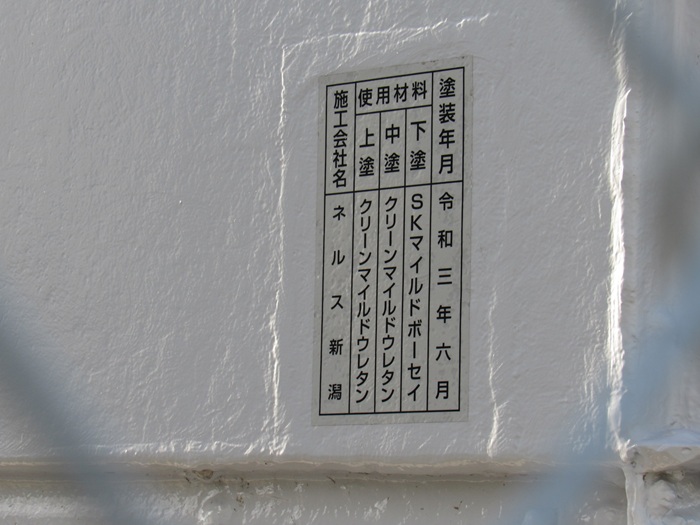 塗装年月 令和三年六月
使用材料
下塗 SKマイルドボーセイ
中塗 クリーンマイルドウレタン
上塗 クリーンマイルドウレタン
施工会社名 ネルス新潟